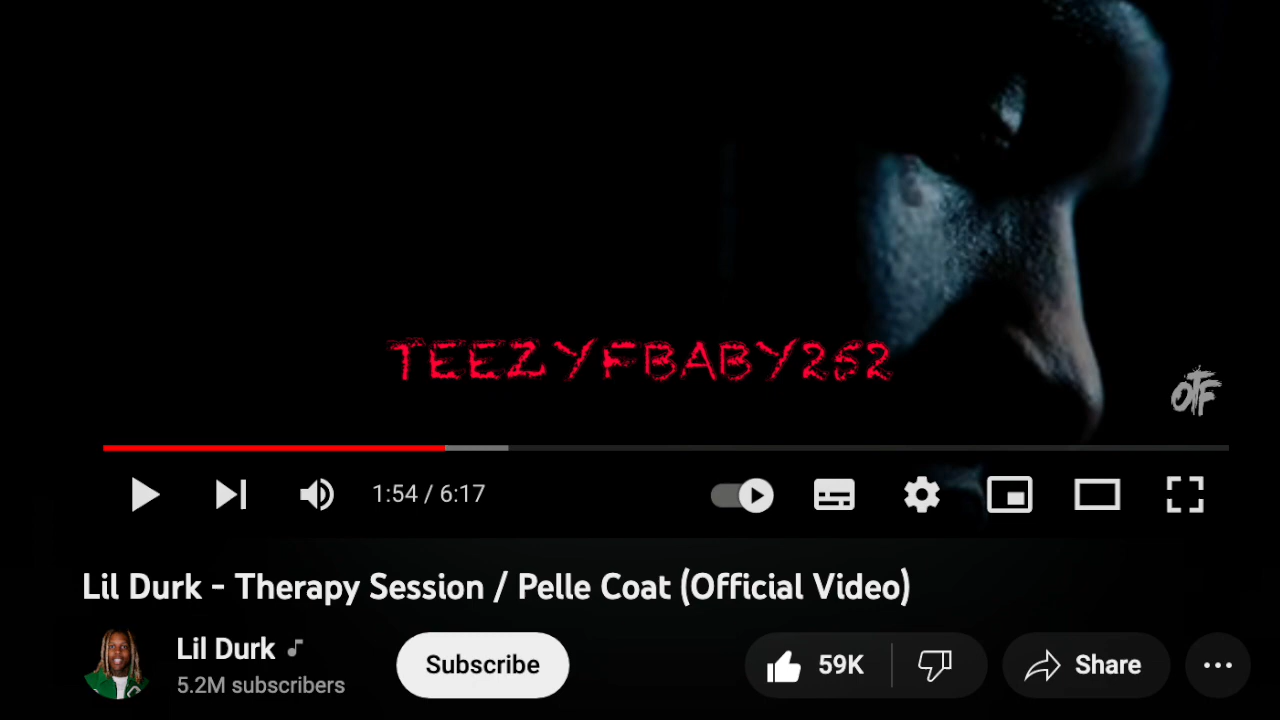 TEEZYFBABY252
OTF
1:54 / 6:17
Lil Durk - Therapy Session / Pelle Coat (Official Video)
Lil Durk
5.2M subscribers
Subscribe
59K
Share